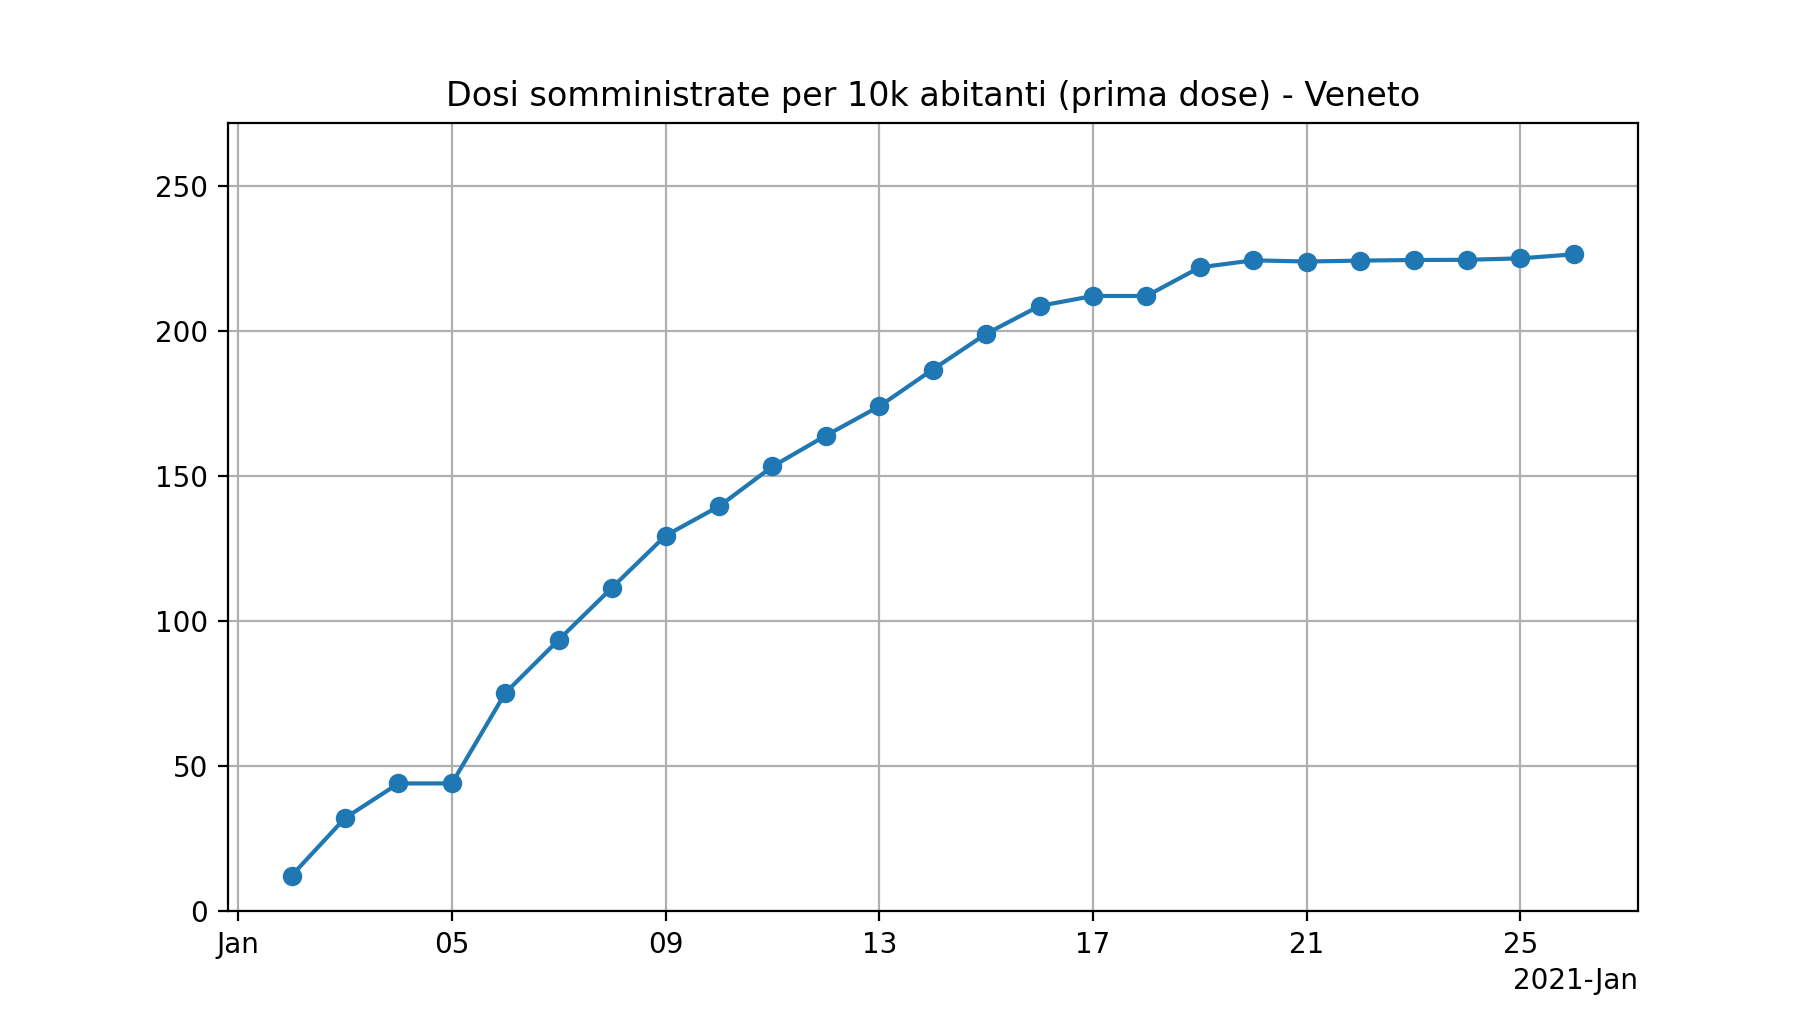 Dosi somministrate per 10k abitanti (prima dose) - Veneto
250
200
150
100
50
0
Jan 05 09 13 17 21 25
2021-Jan